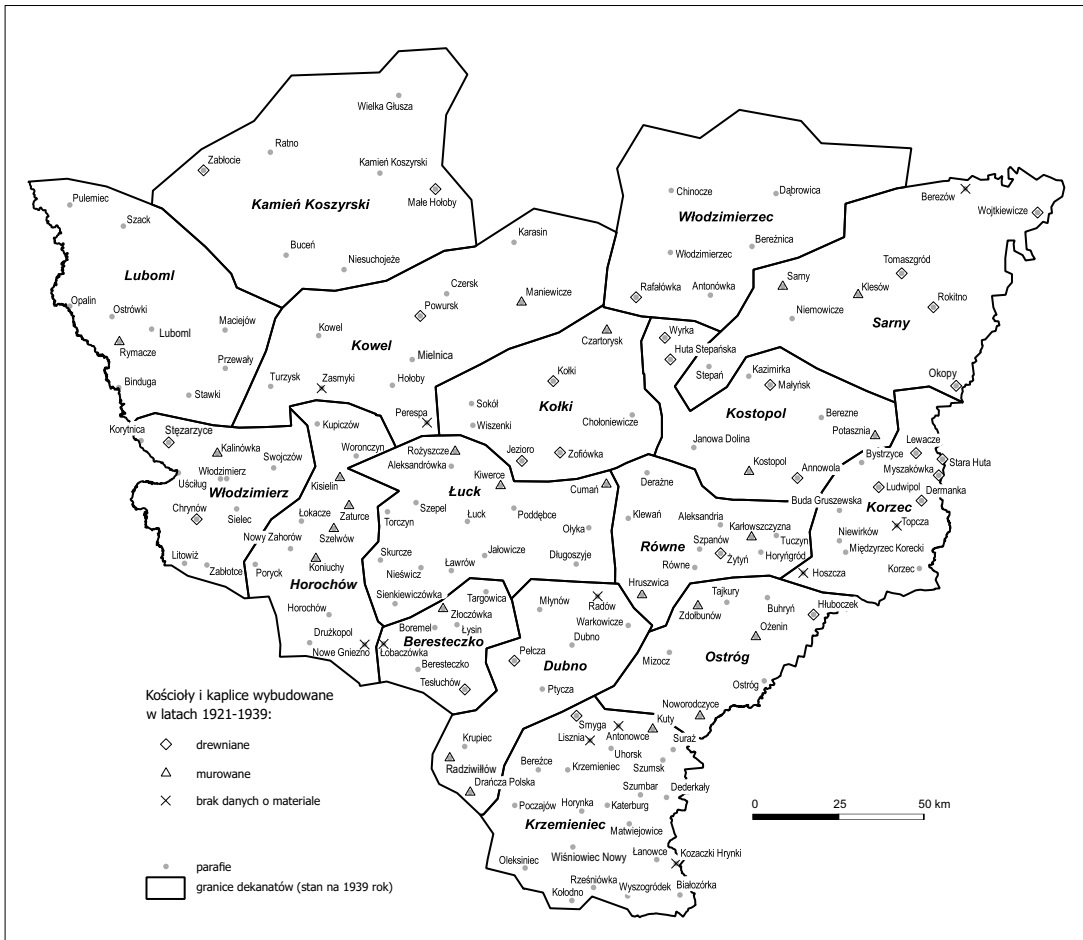 Wielka Głusza
Ratno
Zabłocie
Kamień Koszyrski
Małe Hołoby
Kamień Koszyrski
Buceń
Niesuchojeże
Pulemiec
Szack
Luboml
Opalin
Ostrówki
Luboml
Maciejów
Rymacze
Przewały
Binduga
Stawki
Karasin
Czersk
Powursk
Maniewicze
Kowel
Kowel
Mielnica
Turzysk
Zasmyki
Hołoby
Perespa
Chinocze
Dąbrowica
Włodzimierzec
Włodzimierzec
Bereźnica
Rafałówka
Antonówka
Berezów
Wojtkiewicze
Tomaszgród
Sarny
Klesów
Rokitno
Niemowicze
Sarny
Okopy
Czartorysk
Kołki
Kołki
Sokół
Wiszenki
Chołoniewicze
Jezioro
Zofiówka
Wyrka
Huta Stepańska
Stepań
Kazimirka
Małyńsk
Kostopol
Berezne
Potasznia
Janowa Dolina
Kostopol
Annowola
Bystrzyce
Lewacze
Stara Huta
Myszakówka
Ludwipol
Dermanka
Buda Gruszewska
Korzec
Topcza
Niewirków
Międzyrzec Korecki
Korzec
Hoszcza
Korytnica
Stężarzyce
Kalinówka
Swojczów
Włodzimierz
Uściług
Włodzimierz
Chrynów
Sielec
Litowiż
Zabłotce
Kupiczów
Woronczyn
Kisielin
Zaturce
Łokacze
Szelwów
Nowy Zahorów
Koniuchy
Poryck
Horochów
Horochów
Drużkopol
Nowe Gniezno
Rożyszcze
Aleksandrówka
Kiwerce
Łuck
Szepel
Torczyn
Łuck
Poddębce
Cumań
Ołyka
Skurcze
Jałowicze
Nieświcz
Ławrów
Długoszyje
Sienkiewiczówka
Derażne
Klewań
Aleksandria
Karłowszczyzna
Szpanów
Tuczyn
Równe
Żytyń
Horyńgród
Równe
Hruszwica
Targowica
Złoczówka
Boremel
Łysin
Beresteczko
Łobaczówka
Beresteczko
Tesłuchów
Młynów
Radów
Warkowicze
Dubno
Pełcza
Dubno
Ptycza
Krupiec
Radziwiłłów
Drańcza Polska
Tajkury
Zdołbunów
Buhryń
Hłuboczek
Ożenin
Mizocz
Ostróg
Ostróg
Noworodczyce
Smyga
Lisznia
Antonowce
Kuty
Uhorsk
Suraż
Szumsk
Bereżce
Krzemieniec
Szumbar
Dederkały
Poczajów
Horynka
Katerburg
Krzemieniec
Matwiejowice
Oleksiniec
Wiśniowiec Nowy
Łanowce
Kozaczki Hrynki
Rześniówka
Kołodno
Wyszogródek
Białozórka
Kościoły i kaplice wybudowane
w latach 1921-1939:
drewniane
murowane
brak danych o materiale
parafie
granice dekanatów (stan na 1939 rok)
0 25 50 km